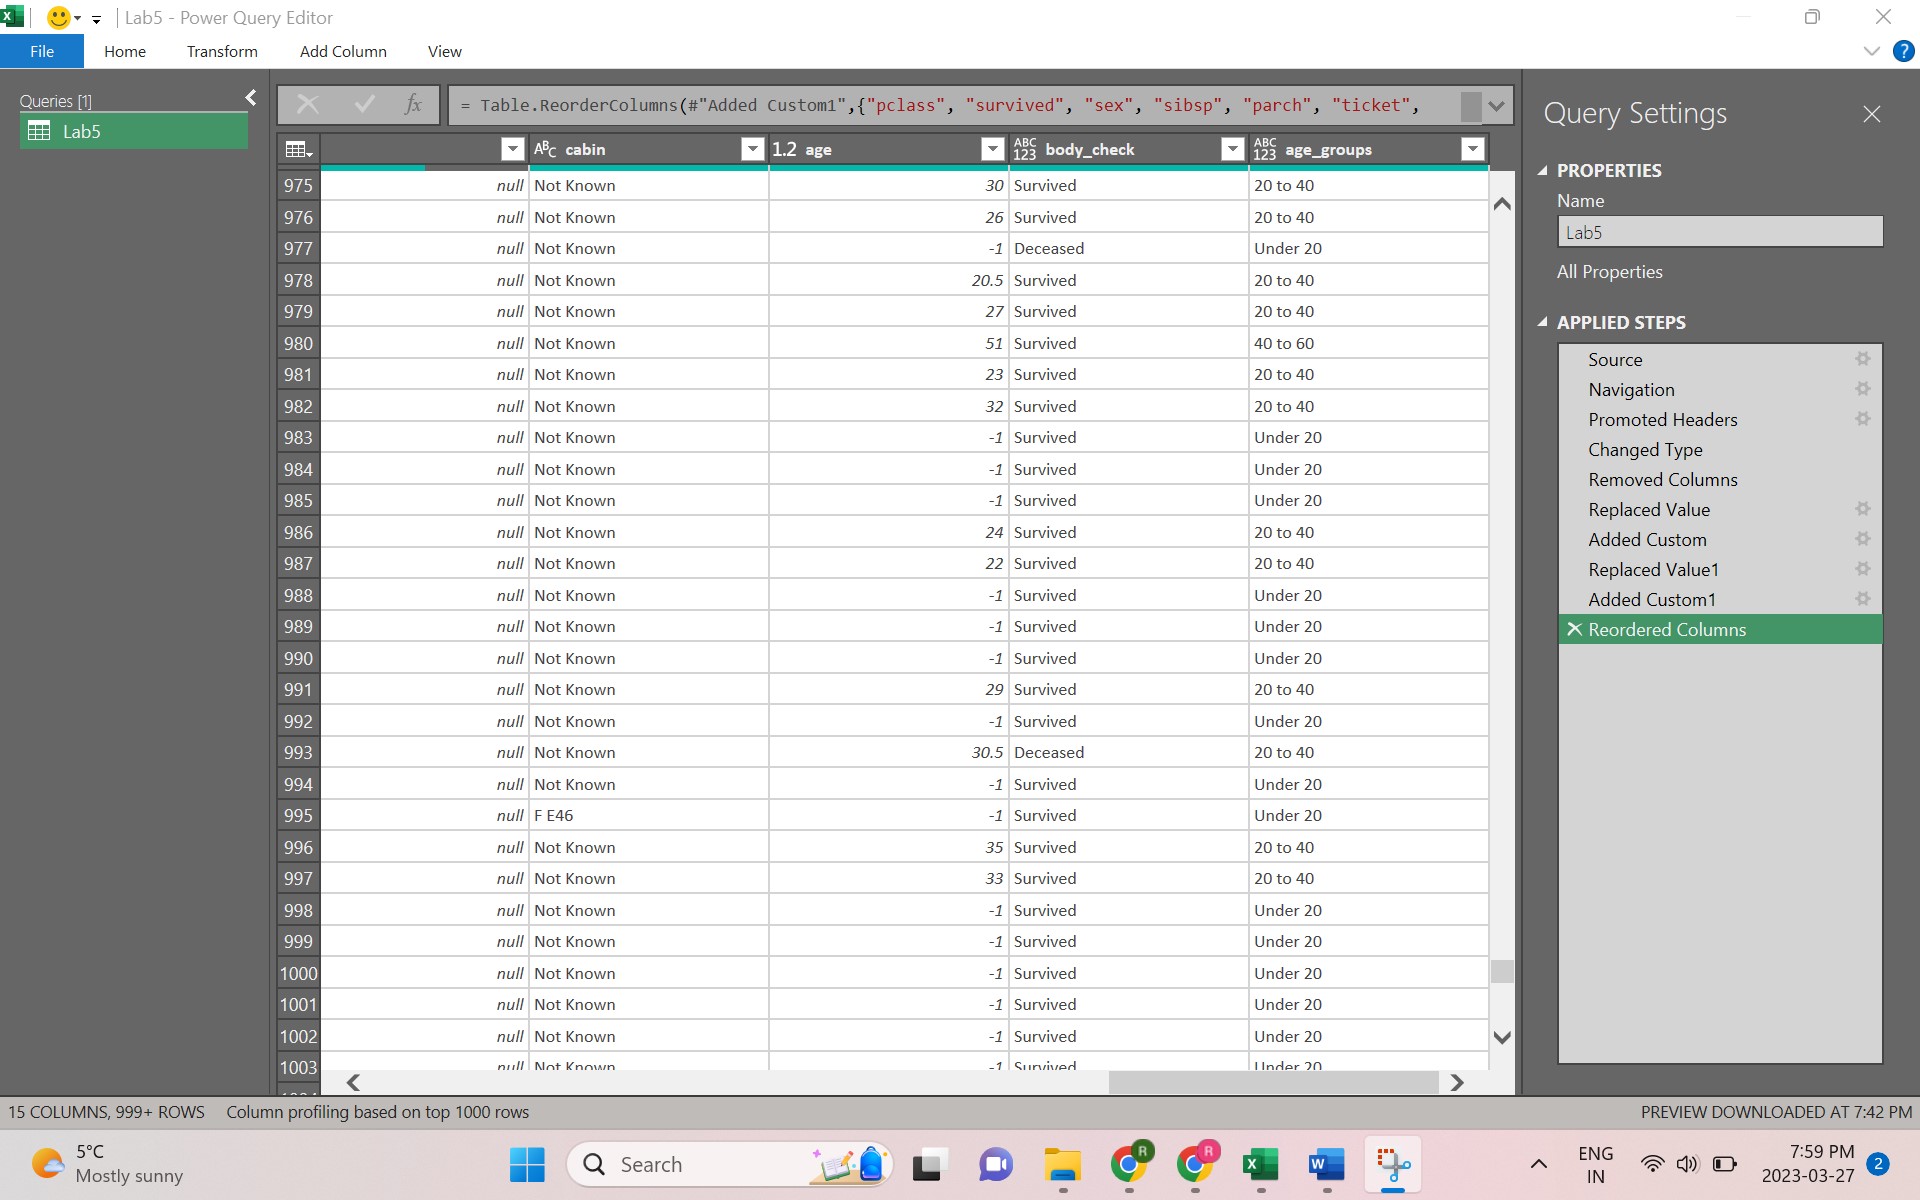 Lab5 - Power Query Editor
File Home Transform Add Column View
Queries [1]
Lab5
fx = Table.ReorderColumns(#"Added Custom1",{"pclass", "survived", "sex", "sibsp", "parch", "ticket",
ABC cabin 1.2 age ABC 123 body_check ABC 123 age_groups
975 null Not Known 30 Survived 20 to 40
976 null Not Known 26 Survived 20 to 40
977 null Not Known -1 Deceased Under 20
978 null Not Known 20.5 Survived 20 to 40
979 null Not Known 27 Survived 20 to 40
980 null Not Known 51 Survived 40 to 60
981 null Not Known 23 Survived 20 to 40
982 null Not Known 32 Survived 20 to 40
983 null Not Known -1 Survived Under 20
984 null Not Known -1 Survived Under 20
985 null Not Known -1 Survived Under 20
986 null Not Known 24 Survived 20 to 40
987 null Not Known 22 Survived 20 to 40
988 null Not Known -1 Survived Under 20
989 null Not Known -1 Survived Under 20
990 null Not Known -1 Survived Under 20
991 null Not Known 29 Survived 20 to 40
992 null Not Known -1 Survived Under 20
993 null Not Known 30.5 Deceased 20 to 40
994 null Not Known -1 Survived Under 20
995 null F E46 -1 Survived Under 20
996 null Not Known 35 Survived 20 to 40
997 null Not Known 33 Survived 20 to 40
998 null Not Known -1 Survived Under 20
999 null Not Known -1 Survived Under 20
1000 null Not Known -1 Survived Under 20
1001 null Not Known -1 Survived Under 20
1002 null Not Known -1 Survived Under 20
1003 null Not Known -1 Survived Under 20
Query Settings
PROPERTIES
Name
Lab5
All Properties
APPLIED STEPS
Source
Navigation
Promoted Headers
Changed Type
Removed Columns
Replaced Value
Added Custom
Replaced Value1
Added Custom1
Reordered Columns
15 COLUMNS, 999+ ROWS Column profiling based on top 1000 rows PREVIEW DOWNLOADED AT 7:42 PM
5°C
Mostly sunny
Search
ENG
IN
7:59 PM
2023-03-27
2